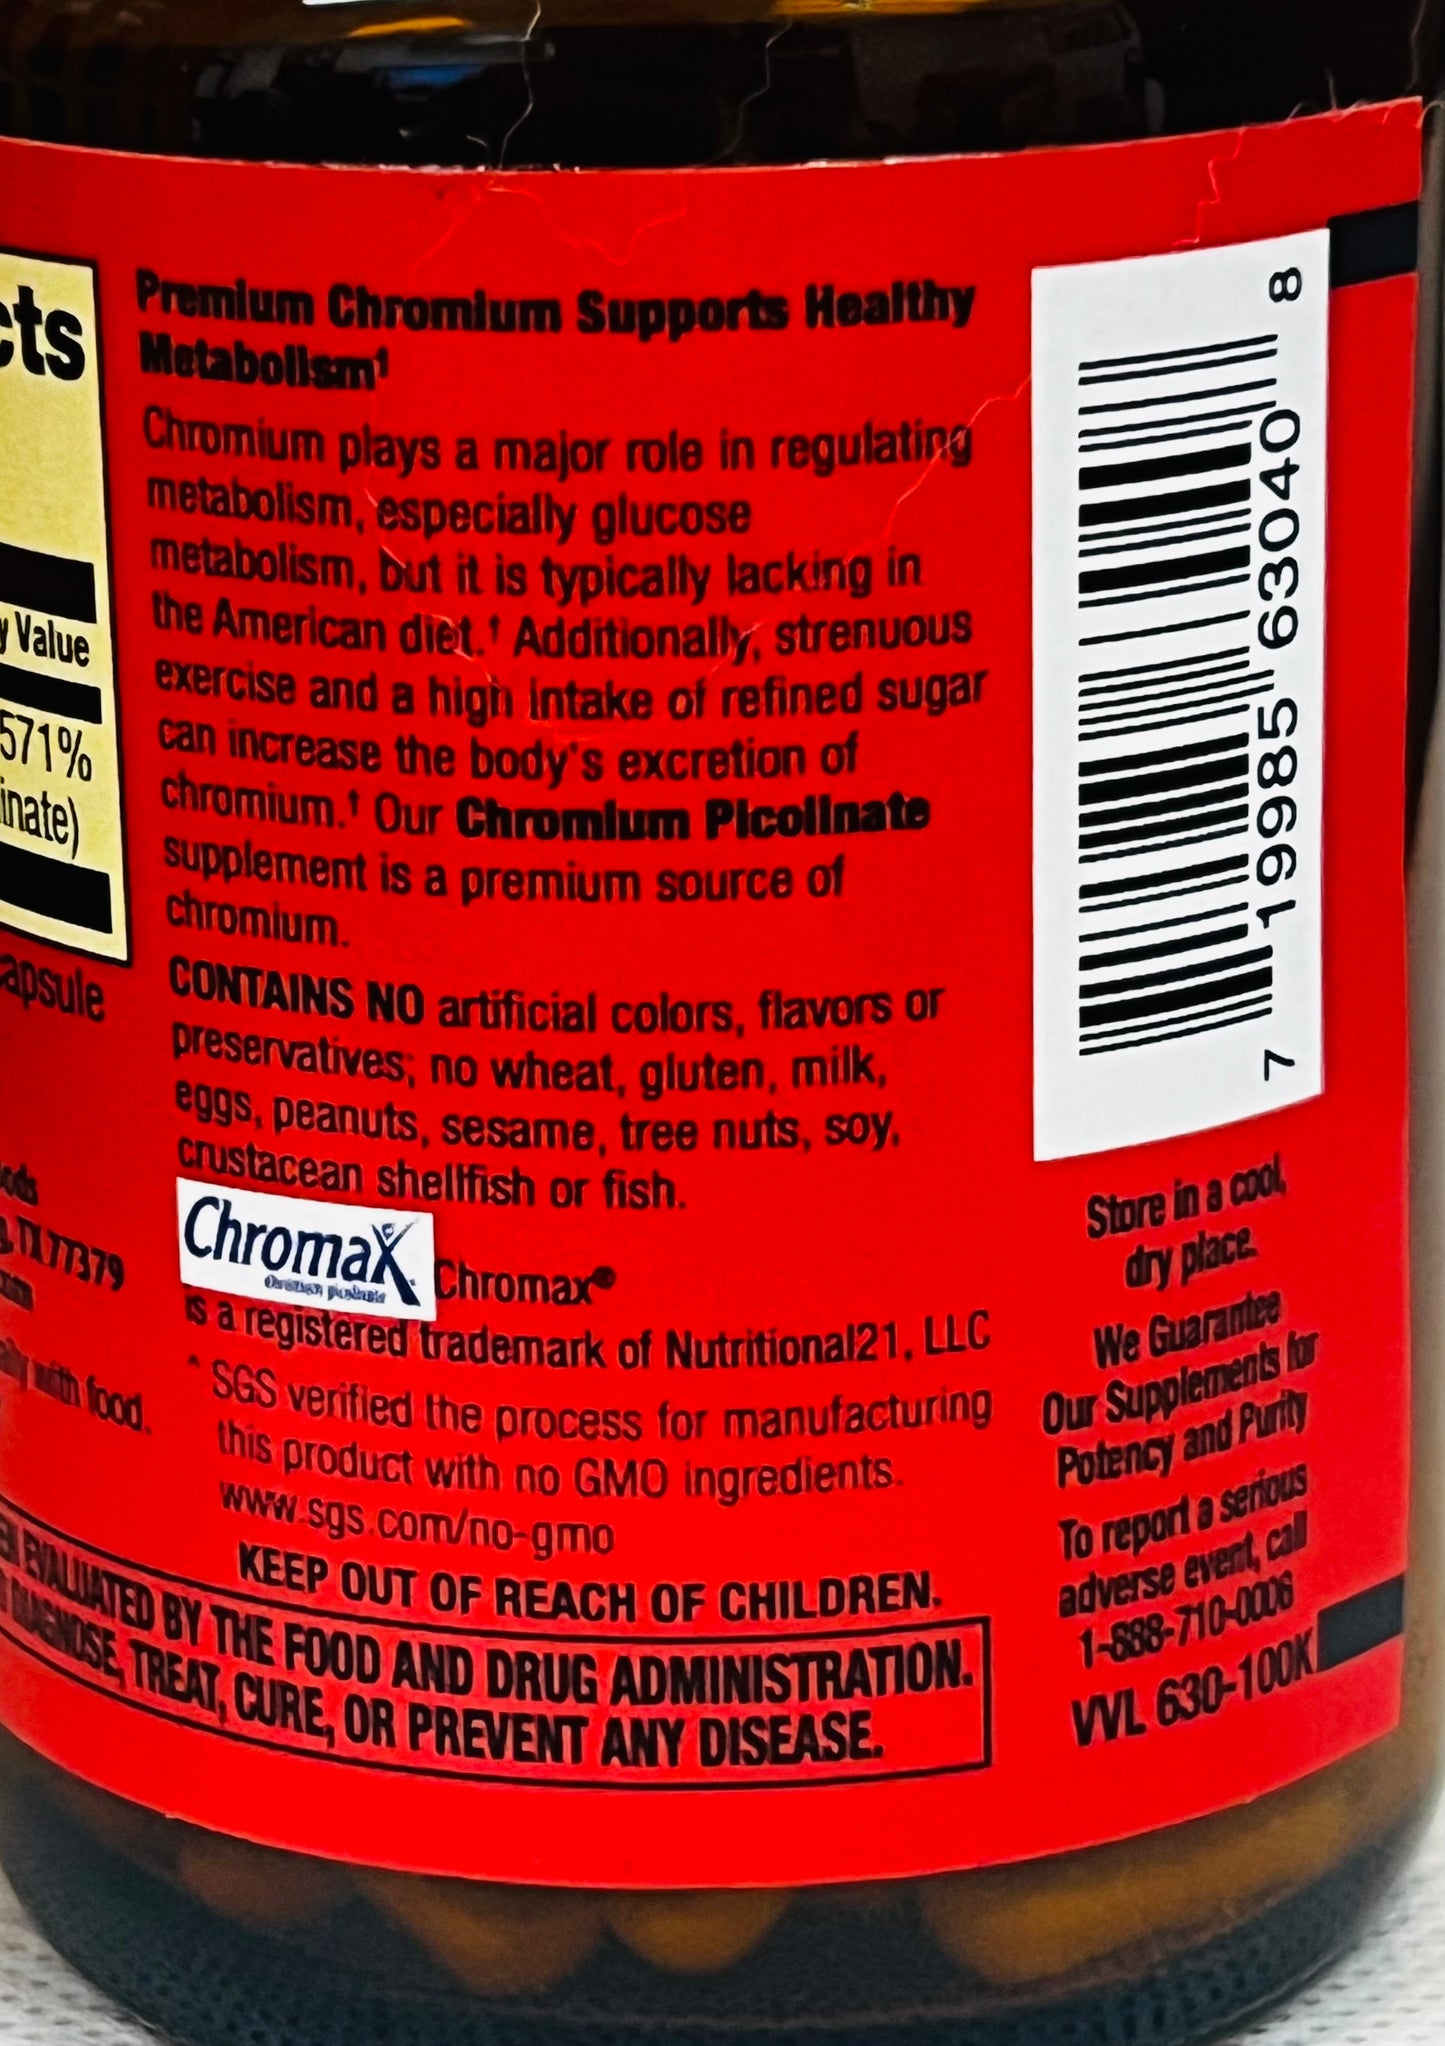 cts
y Value
571%
inate)
apsule
TX 77379
with food.
Premium Chromium Supports Healthy
Metabolism†
Chromium plays a major role in regulating
metabolism, especially glucose
metabolism, but it is typically lacking in
the American diet.† Additionally, strenuous
exercise and a high intake of refined sugar
can increase the body's excretion of
chromium.† Our Chromium Picolinate
supplement is a premium source of
chromium.
CONTAINS NO artificial colors, flavors or
preservatives; no wheat, gluten, milk,
eggs, peanuts, sesame, tree nuts, soy,
crustacean shellfish or fish.
ChromaX
Chromax®
is a registered trademark of Nutritional21, LLC
^ SGS verified the process for manufacturing
this product with no GMO ingredients.
www.sgs.com/no-gmo
KEEP OUT OF REACH OF CHILDREN.
EVALUATED BY THE FOOD AND DRUG ADMINISTRATION.
DIAGNOSE, TREAT, CURE, OR PREVENT ANY DISEASE.
7 19985 63040 8
Store in a cool,
dry place.
We Guarantee
Our Supplements for
Potency and Purity
To report a serious
adverse event, call
1-888-710-0006
VVL 630-100K